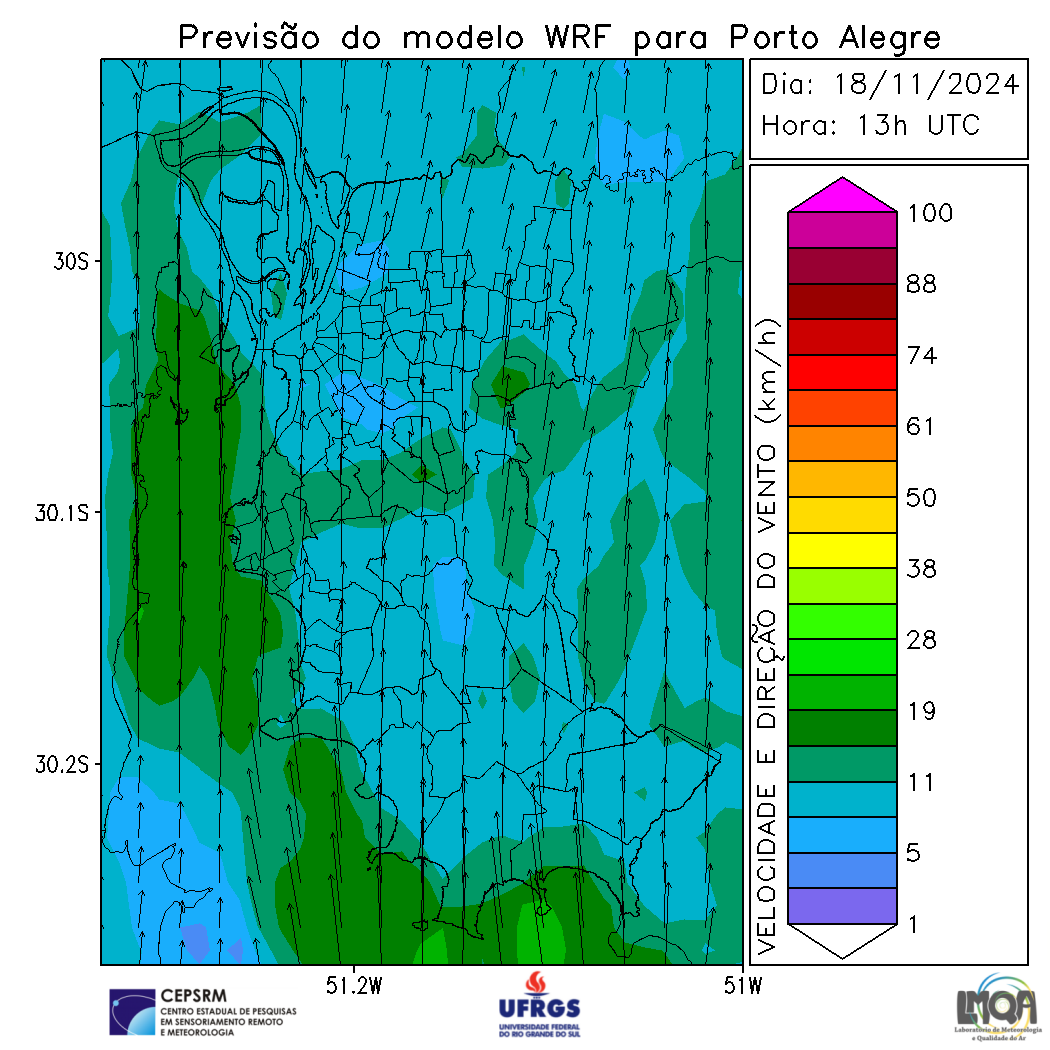 Previsão do modelo WRF para Porto Alegre
Dia: 18/11/2024
Hora: 13h UTC
30S
30.1S
30.2S
51.2W
51W
VELOCIDADE E DIREÇÃO DO VENTO (km/h)
100
88
74
61
50
38
28
19
11
5
1
CEPSRM
CENTRO ESTADUAL DE PESQUISAS
EM SENSORIAMENTO REMOTO
E METEOROLOGIA
UFRGS
UNIVERSIDADE FEDERAL
DO RIO GRANDE DO SUL
LMQA
Laboratório de Meteorologia
e Qualidade do Ar